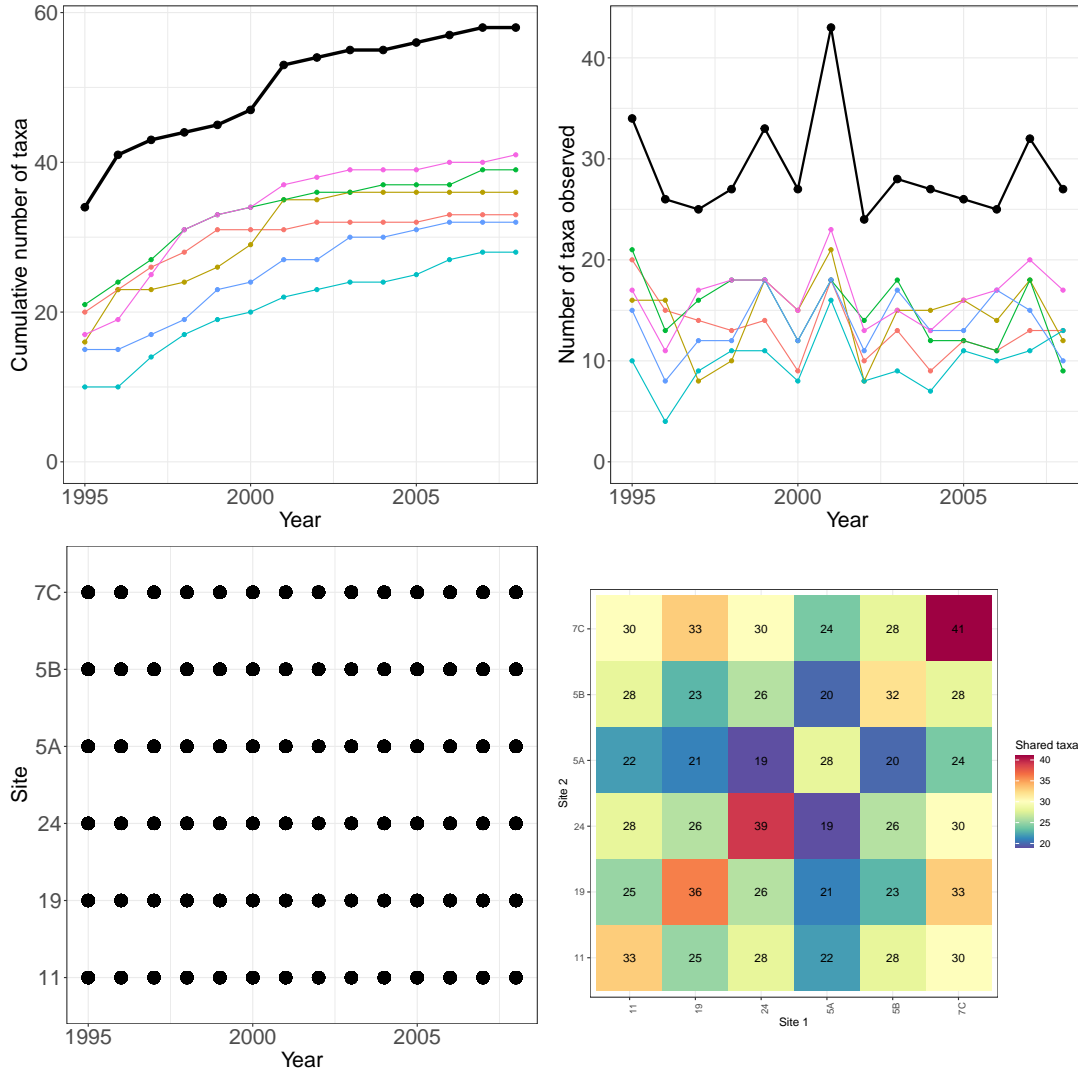 60
40
20
0
Cumulative number of taxa
1995 2000 2005
Year
40
30
20
10
0
Number of taxa observed
1995 2000 2005
Year
7C
5B
5A
24
19
11
Site
1995 2000 2005
Year
7C 30 33 30 24 28 41
5B 28 23 26 20 32 28
5A 22 21 19 28 20 24
24 28 26 39 19 26 30
19 25 36 26 21 23 33
11 33 25 28 22 28 30
Site 2
11 19 24 5A 5B 7C
Site 1
Shared taxa
40
35
30
25
20